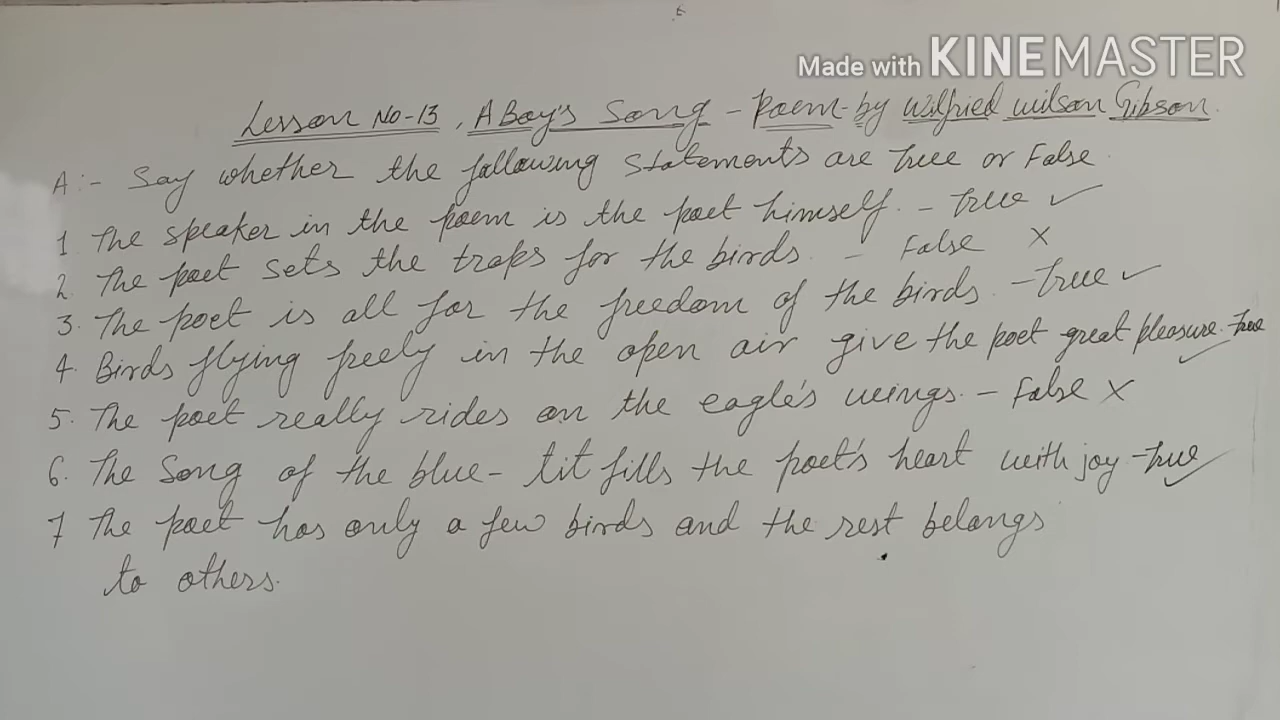 Made with KINEMASTER
Lesson No-13, A Boy's Song - Poem - by Wilfried Wilson Gibson.
A:- Say whether the following statements are True or False
1 The speaker in the poem is the poet himself. - True ✓
2 The poet sets the traps for the birds. - False ×
3. The poet is all for the freedom of the birds. - True ✓
4. Birds flying freely in the open air give the poet great pleasure. True ✓
5. The poet really rides on the eagle's wings. - False ×
6. The Song of the blue-tit fills the poet's heart with joy - True ✓
7 The poet has only a few birds and the rest belongs
to others.